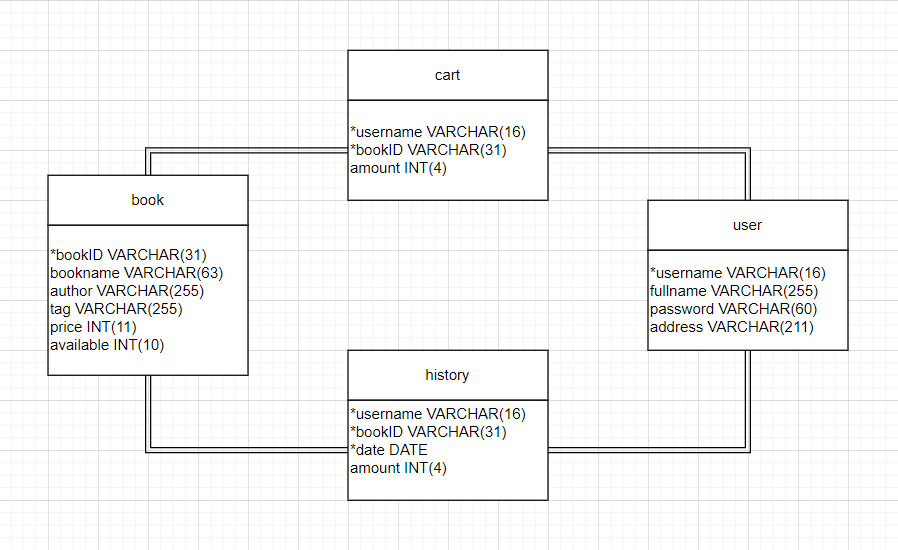 cart
*username VARCHAR(16)
*bookID VARCHAR(31)
amount INT(4)
book
*bookID VARCHAR(31)
bookname VARCHAR(63)
author VARCHAR(255)
tag VARCHAR(255)
price INT(11)
available INT(10)
user
*username VARCHAR(16)
fullname VARCHAR(255)
password VARCHAR(60)
address VARCHAR(211)
history
*username VARCHAR(16)
*bookID VARCHAR(31)
*date DATE
amount INT(4)